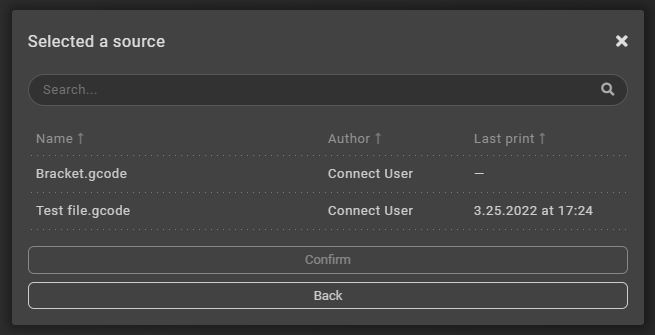 Selected a source
Search...
Name ↑ Author ↑ Last print ↑
Bracket.gcode Connect User —
Test file.gcode Connect User 3.25.2022 at 17:24
Confirm
Back